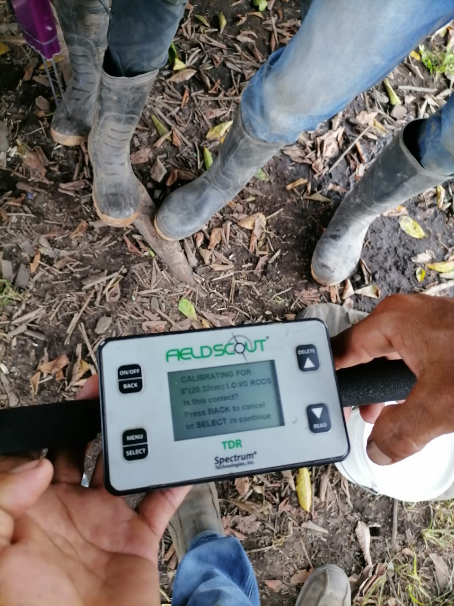 FIELDSCOUT
ON/OFF
BACK
MENU
SELECT
CALIBRATING FOR
8"(20.32cm) LONG RODS
Is this correct?
Press BACK to cancel
or SELECT to continue
DELETE
READ
TDR
Spectrum®
Technologies, Inc.